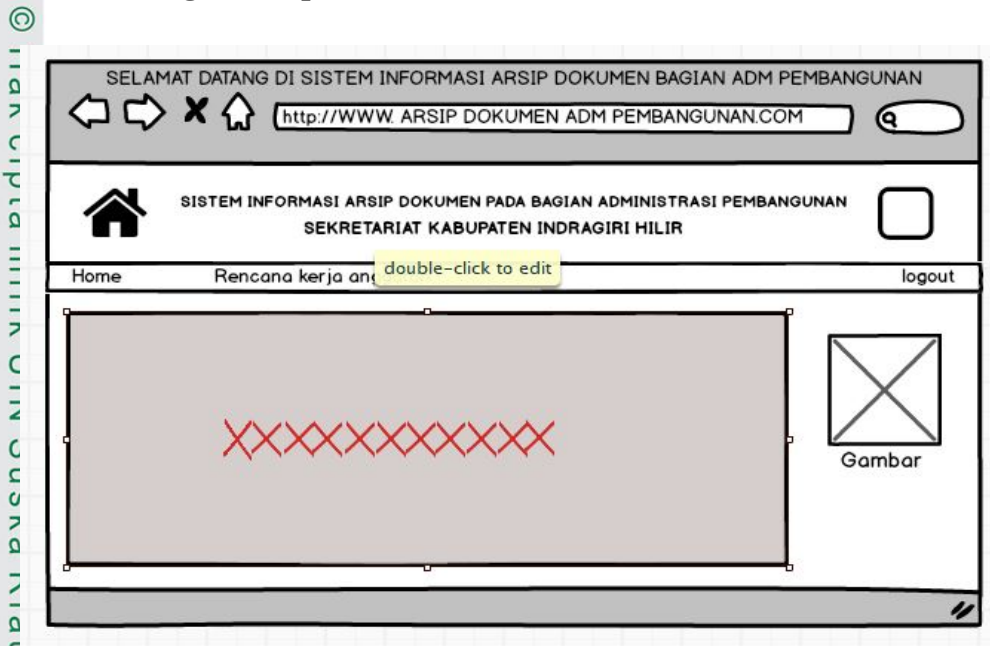 SELAMAT DATANG DI SISTEM INFORMASI ARSIP DOKUMEN BAGIAN ADM PEMBANGUNAN
http://WWW. ARSIP DOKUMEN ADM PEMBANGUNAN.COM
SISTEM INFORMASI ARSIP DOKUMEN PADA BAGIAN ADMINISTRASI PEMBANGUNAN
SEKRETARIAT KABUPATEN INDRAGIRI HILIR
Home Rencana kerja double-click to edit logout
XXXXXXXXXXX
Gambar
©